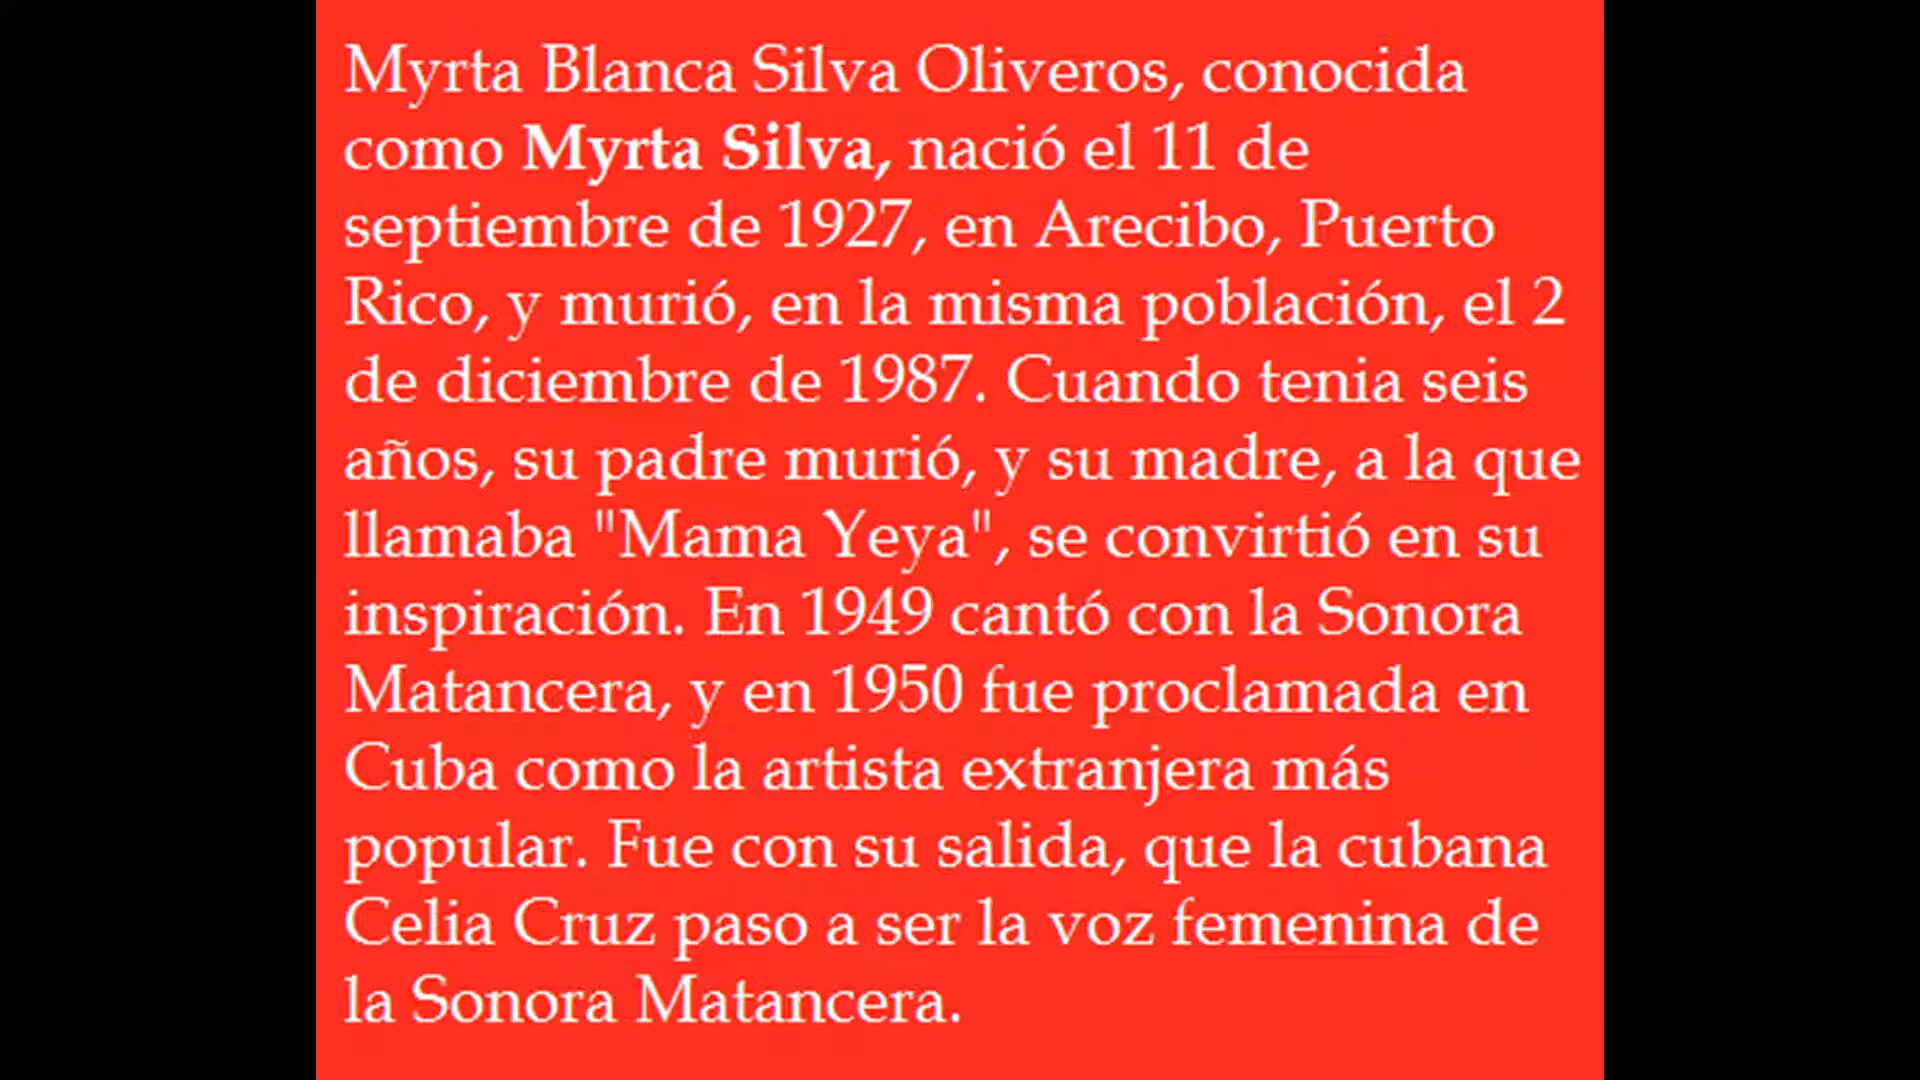 Myrta Blanca Silva Oliveros, conocida
como Myrta Silva, nació el 11 de
septiembre de 1927, en Arecibo, Puerto
Rico, y murió, en la misma población, el 2
de diciembre de 1987. Cuando tenia seis
años, su padre murió, y su madre, a la que
llamaba "Mama Yeya", se convirtió en su
inspiración. En 1949 cantó con la Sonora
Matancera, y en 1950 fue proclamada en
Cuba como la artista extranjera más
popular. Fue con su salida, que la cubana
Celia Cruz paso a ser la voz femenina de
la Sonora Matancera.